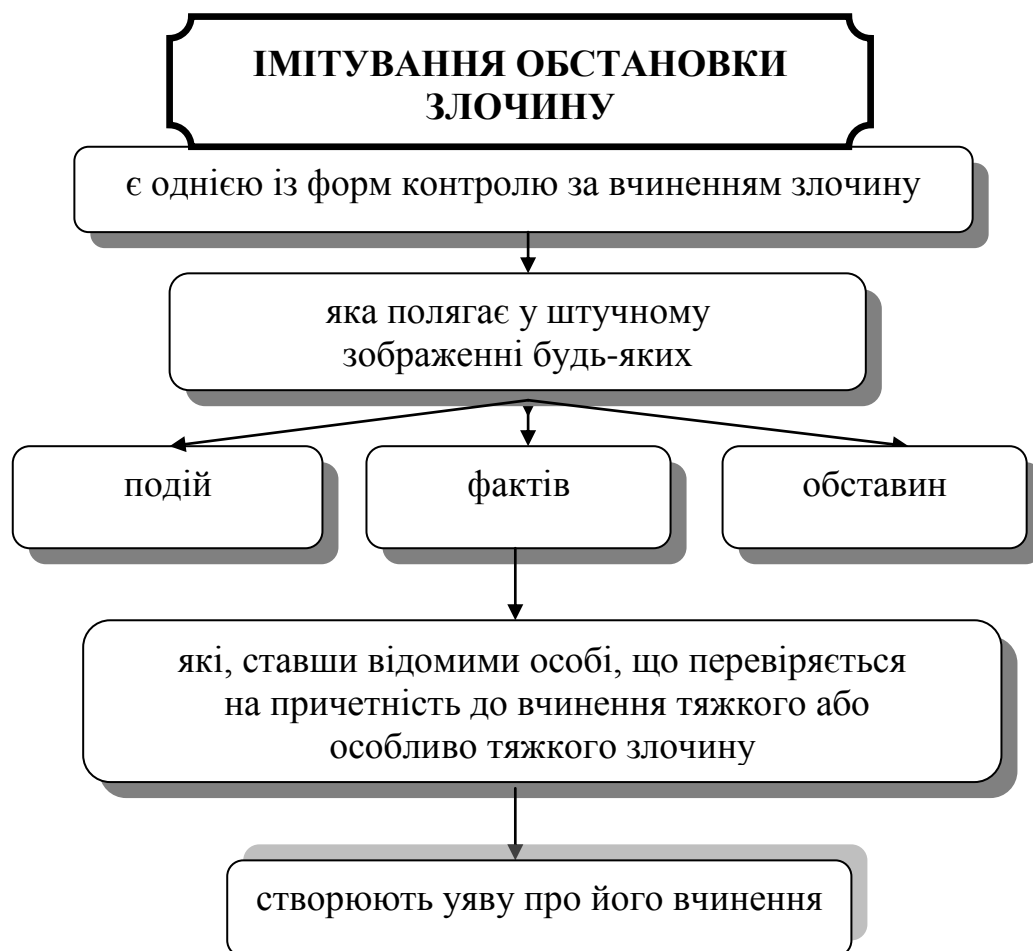 ІМІТУВАННЯ ОБСТАНОВКИ
ЗЛОЧИНУ
є однією із форм контролю за вчиненням злочину
яка полягає у штучному
зображенні будь-яких
подій
фактів
обставин
які, ставши відомими особі, що перевіряється
на причетність до вчинення тяжкого або
особливо тяжкого злочину
створюють уяву про його вчинення